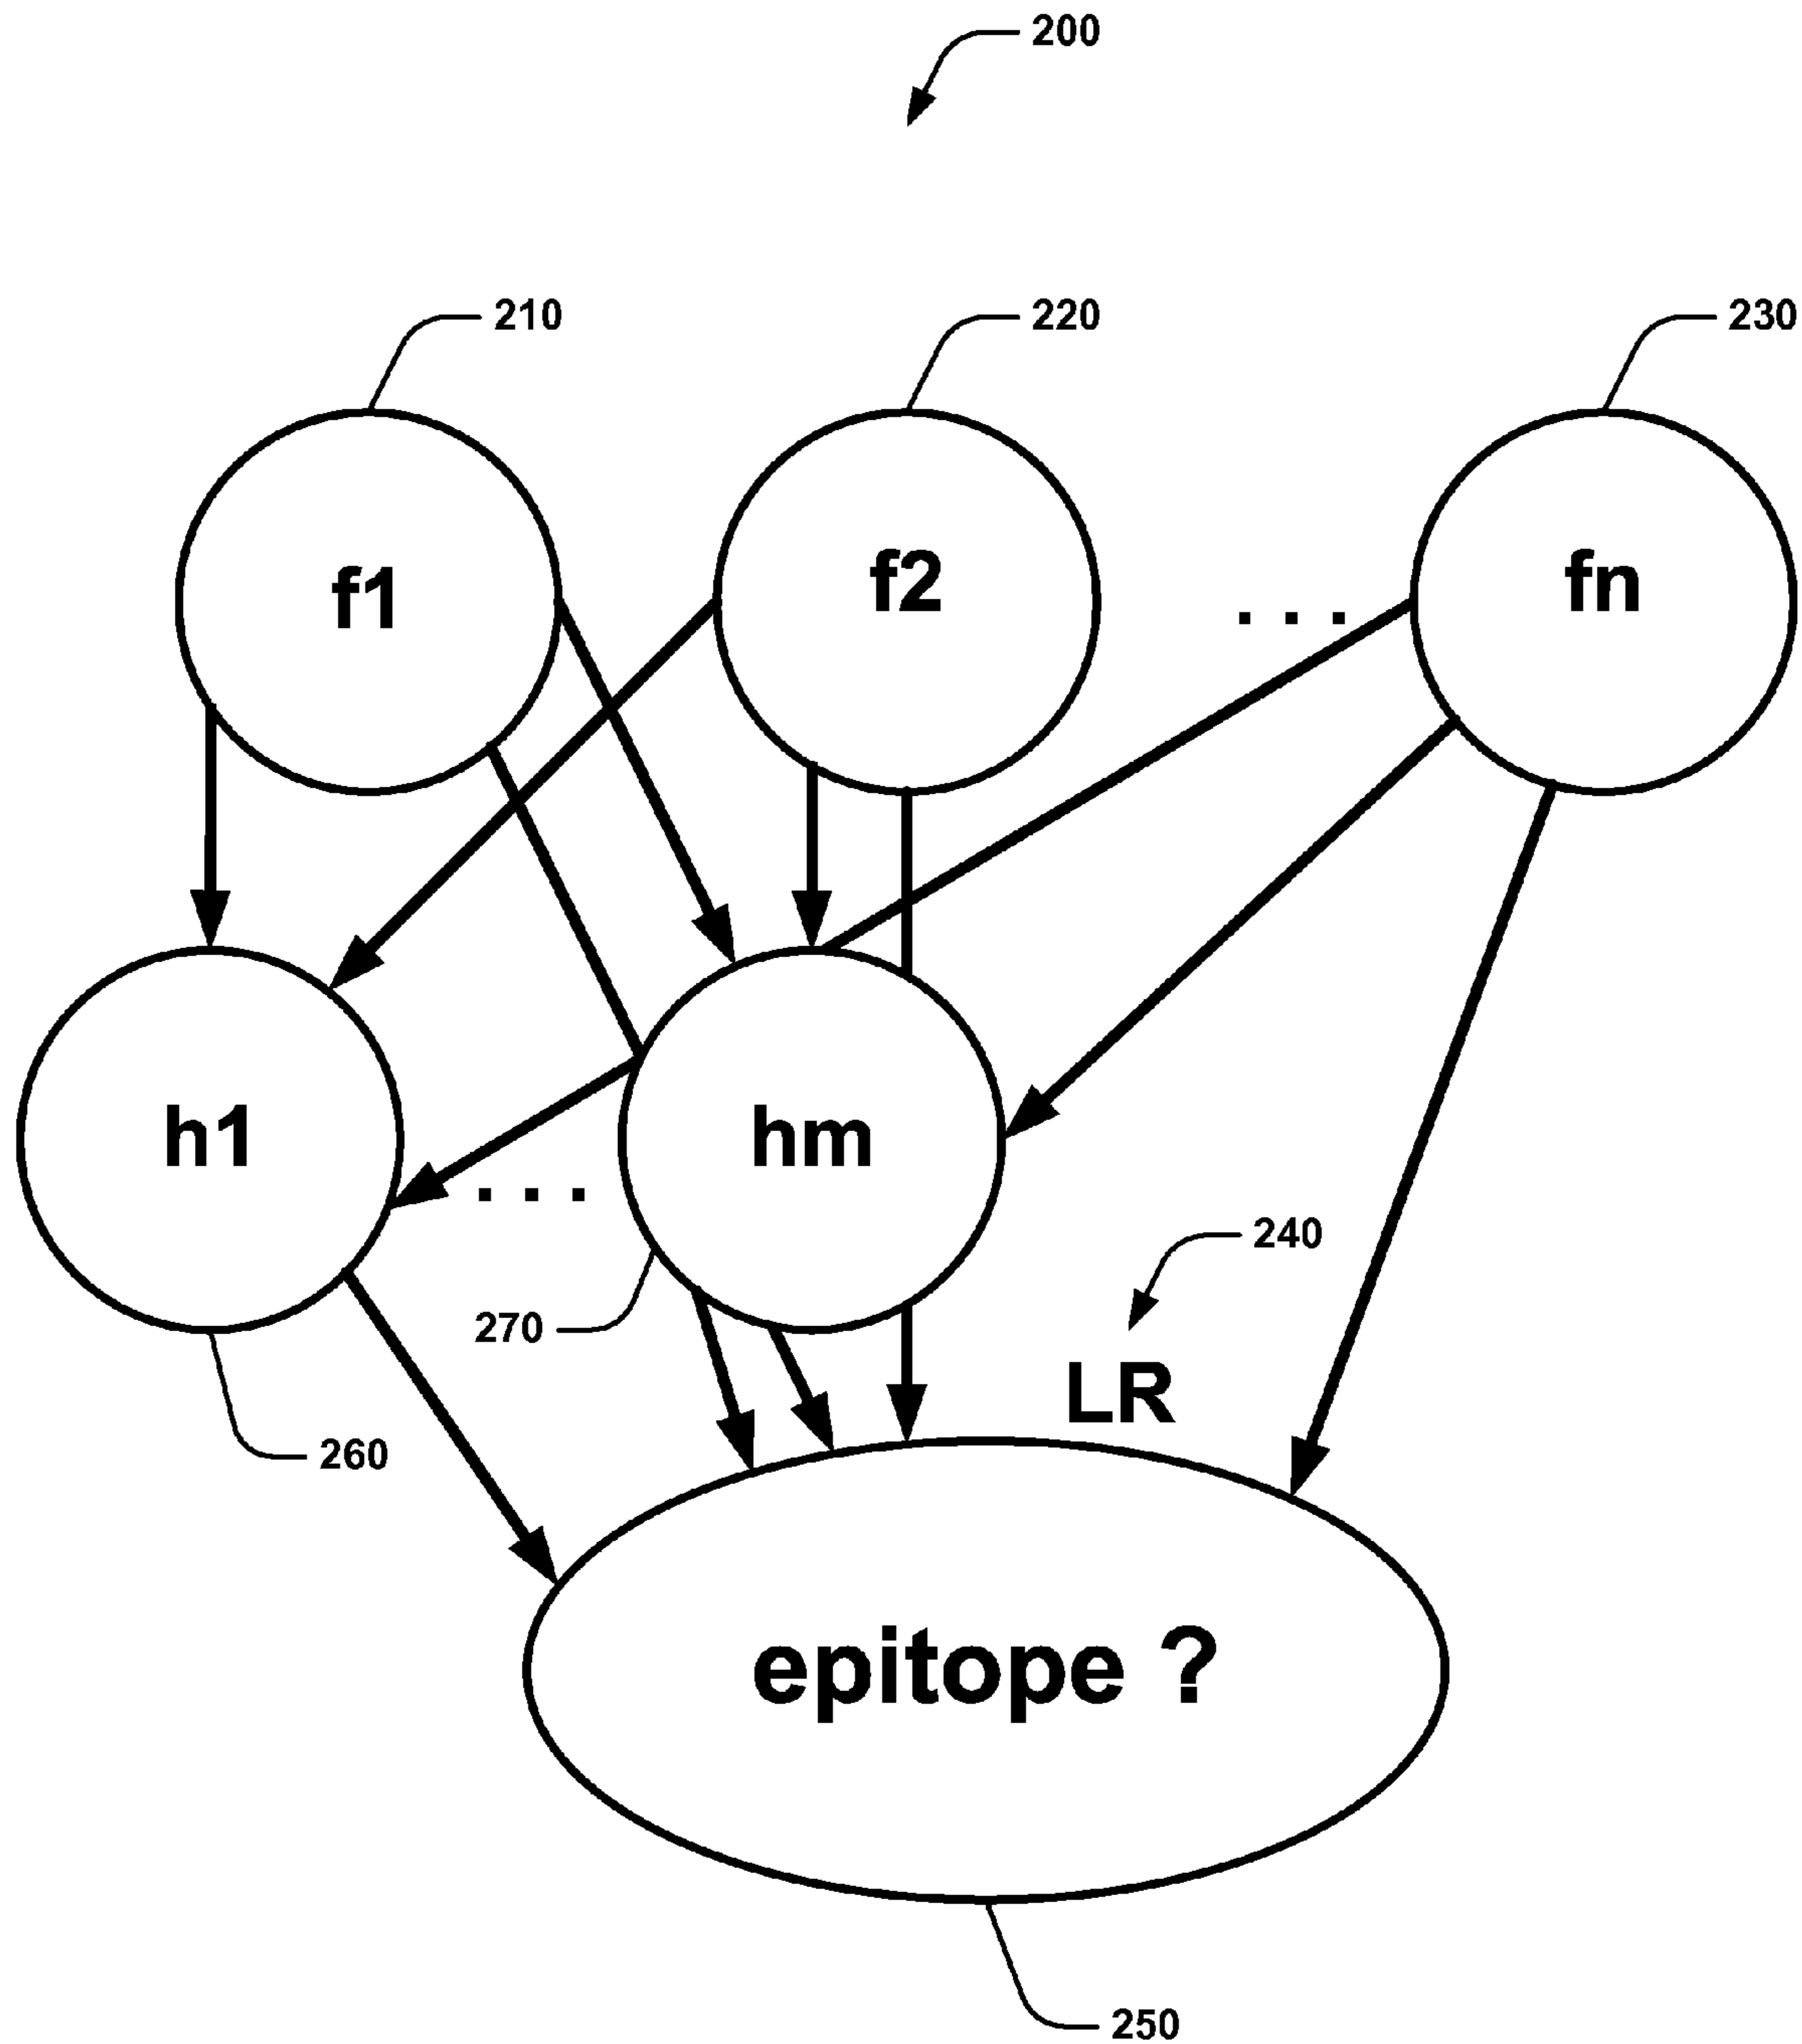 200
210
220
230
f1
f2
. . .
fn
h1
. . .
hm
240
270
LR
260
epitope ?
250